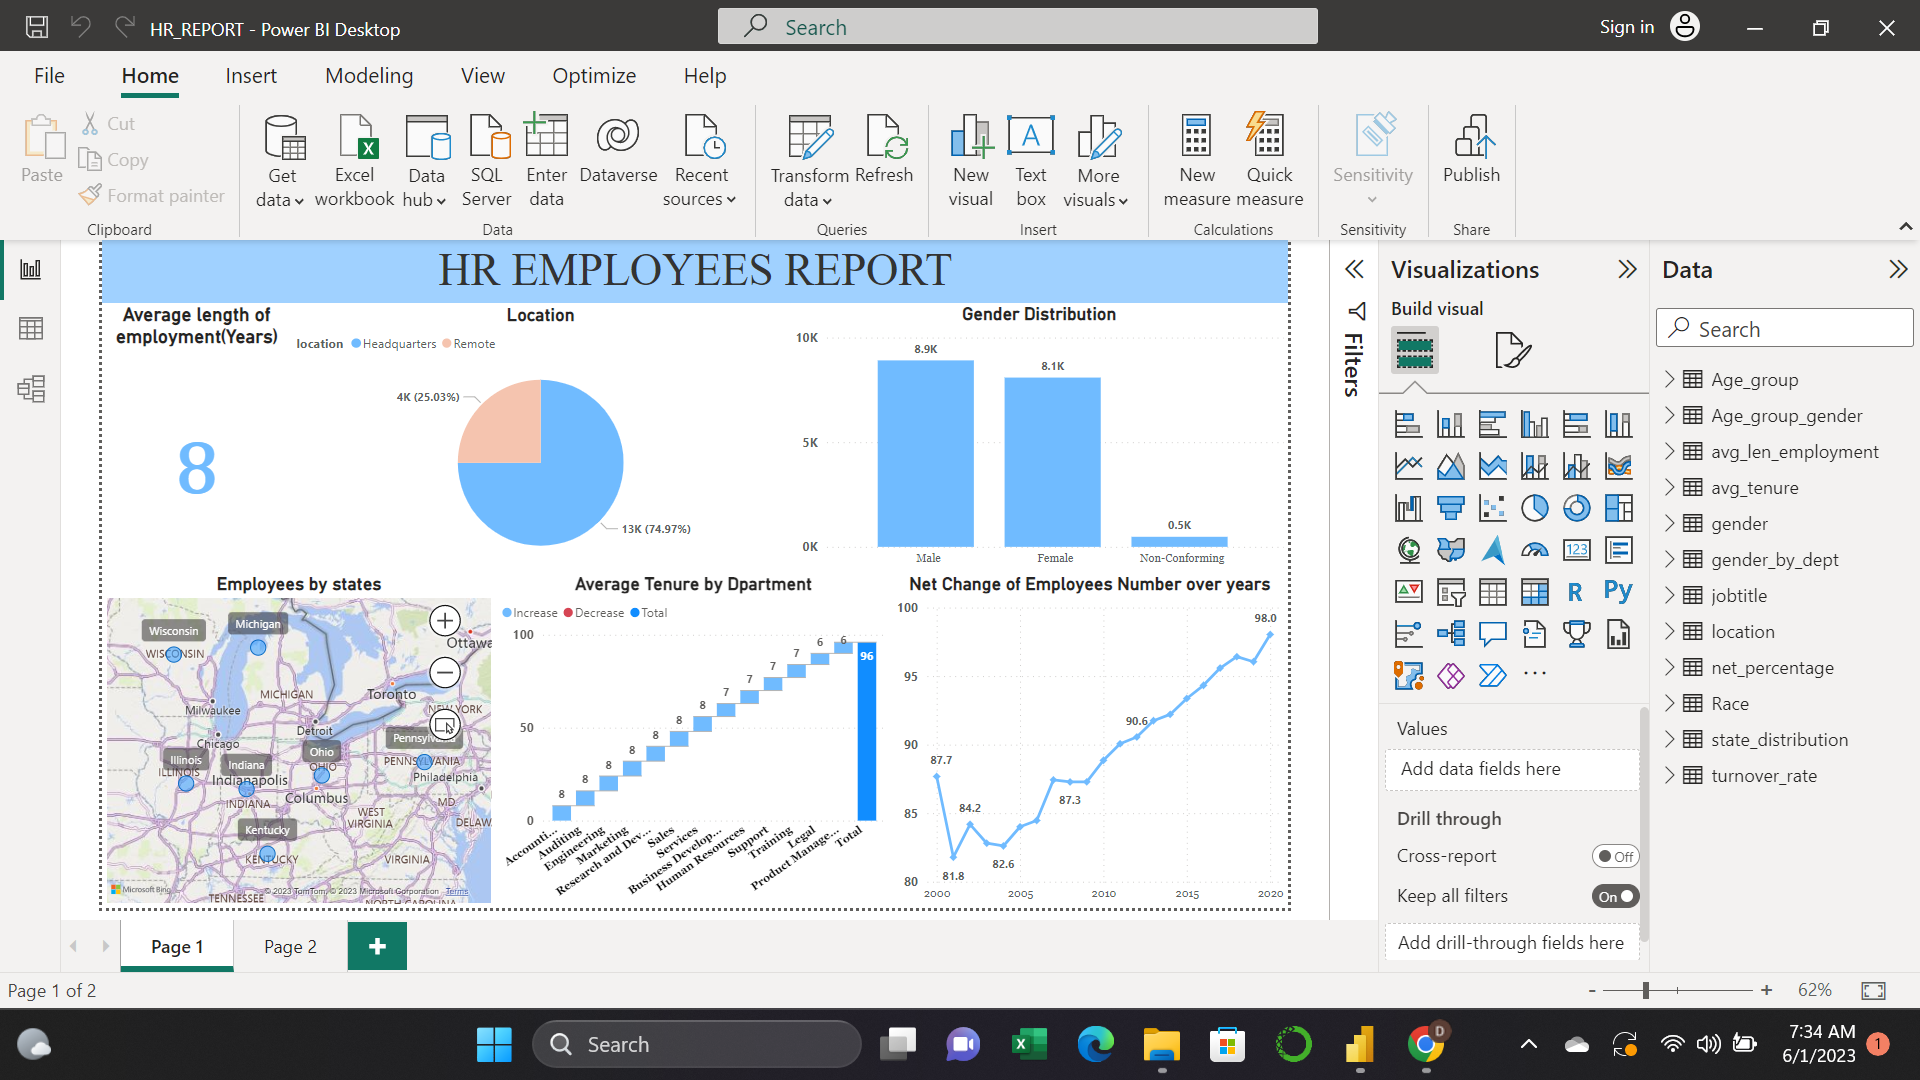 HR_REPORT - Power BI Desktop
Search
Sign in
File
Home
Insert
Modeling
View
Optimize
Help
Paste
Cut
Copy
Format painter
Clipboard
Get data
Excel workbook
Data hub
SQL Server
Enter data
Dataverse
Recent sources
Data
Transform data
Refresh
Queries
New visual
Text box
More visuals
Insert
New measure
Quick measure
Calculations
Sensitivity
Sensitivity
Publish
Share
HR EMPLOYEES REPORT
Average length of
employment(Years)
8
Location
location Headquarters Remote
4K (25.03%)
13K (74.97%)
Gender Distribution
10K
5K
0K
8.9K
8.1K
0.5K
Male
Female
Non-Conforming
Employees by states
Wisconsin
Michigan
WISCONSIN
Ottawa
MICHIGAN
Toronto
Milwaukee
NEW YORK
Detroit
Chicago
Ohio
Illinois
Indiana
ILLINOIS
OHIO
PENNSYLVANIA
Indianapolis
Philadelphia
Columbus
INDIANA
MD
WEST
VIRGINIA
DELAW
Kentucky
KENTUCKY
VIRGINIA
Microsoft Bing
© 2023 TomTom, © 2023 Microsoft Corporation Terms
TENNESSEE
NORTH CAROLINA
Average Tenure by Dpartment
Increase Decrease Total
100
50
0
8
8
8
8
8
8
8
7
7
7
7
6
6
96
Accounti...
Auditing
Engineering
Marketing
Research and Dev...
Sales
Services
Business Develop...
Human Resources
Support
Training
Legal
Product Manage...
Total
Net Change of Employees Number over years
100
95
90
85
80
87.7
81.8
84.2
82.6
87.3
90.6
98.0
2000
2005
2010
2015
2020
Filters
Visualizations
Build visual
123
R
Py
Values
Add data fields here
Drill through
Cross-report
Off
Keep all filters
On
Add drill-through fields here
Data
Search
Age_group
Age_group_gender
avg_len_employment
avg_tenure
gender
gender_by_dept
jobtitle
location
net_percentage
Race
state_distribution
turnover_rate
Page 1
Page 2
Page 1 of 2
62%
Search
D
7:34 AM
6/1/2023
1